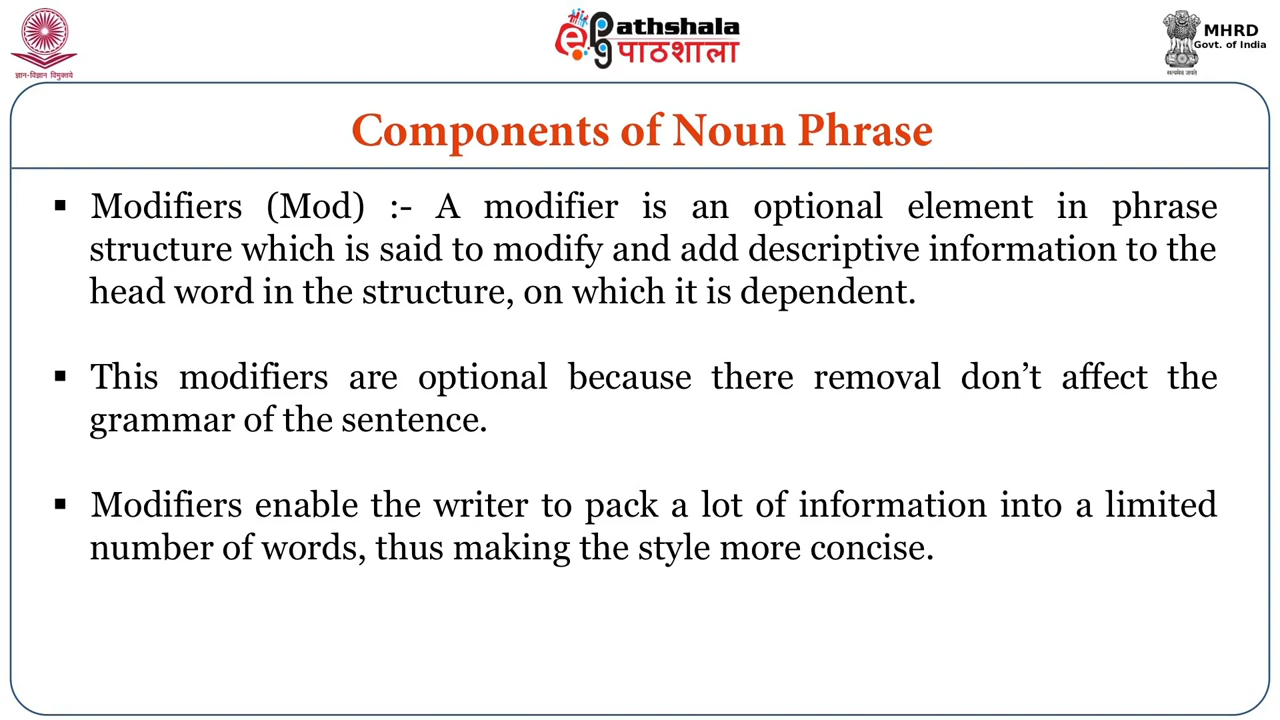 ज्ञान-विज्ञान विमुक्तये
ePG Pathshala
पाठशाला
MHRD
Govt. of India
सत्यमेव जयते
Components of Noun Phrase
▪ Modifiers (Mod) :- A modifier is an optional element in phrase
structure which is said to modify and add descriptive information to the
head word in the structure, on which it is dependent.
▪ This modifiers are optional because there removal don't affect the
grammar of the sentence.
▪ Modifiers enable the writer to pack a lot of information into a limited
number of words, thus making the style more concise.